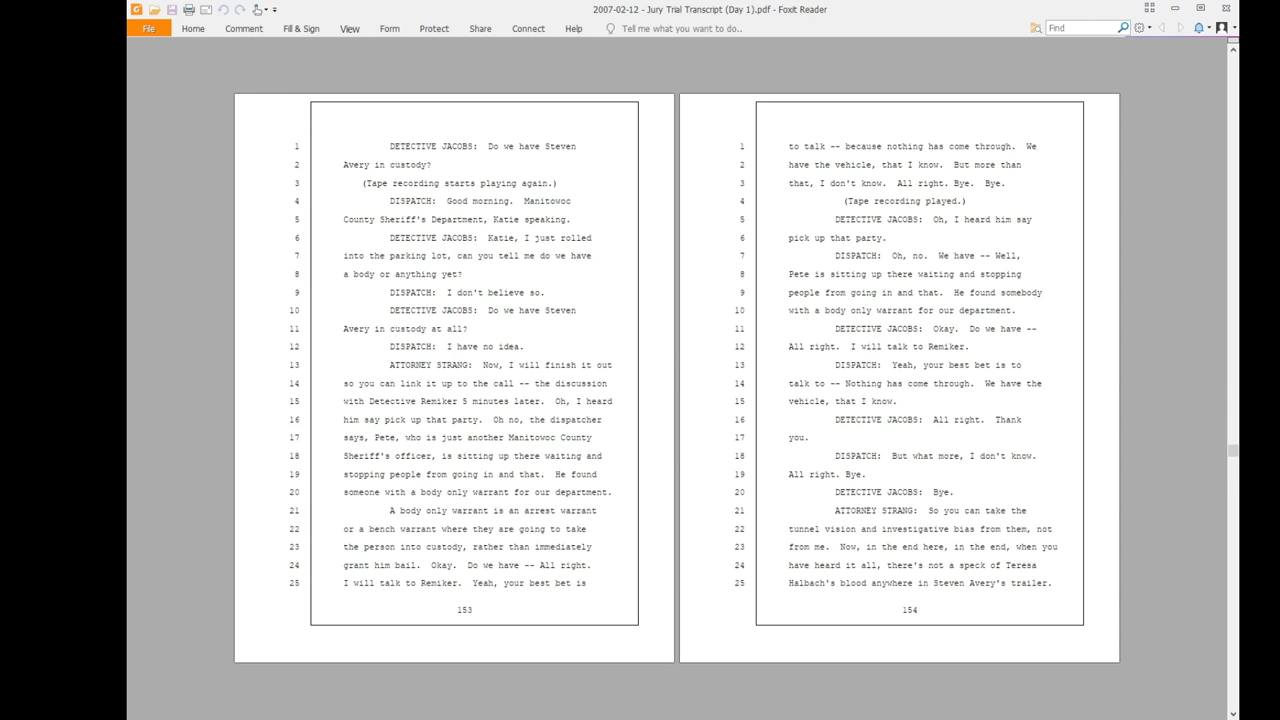 2007-02-12 - Jury Trial Transcript (Day 1).pdf - Foxit Reader
File Home Comment Fill & Sign View Form Protect Share Connect Help Tell me what you want to do.. Find
1 DETECTIVE JACOBS: Do we have Steven
2 Avery in custody?
3 (Tape recording starts playing again.)
4 DISPATCH: Good morning. Manitowoc
5 County Sheriff's Department, Katie speaking.
6 DETECTIVE JACOBS: Katie, I just rolled
7 into the parking lot, can you tell me do we have
8 a body or anything yet?
9 DISPATCH: I don't believe so.
10 DETECTIVE JACOBS: Do we have Steven
11 Avery in custody at all?
12 DISPATCH: I have no idea.
13 ATTORNEY STRANG: Now, I will finish it out
14 so you can link it up to the call -- the discussion
15 with Detective Remiker 5 minutes later. Oh, I heard
16 him say pick up that party. Oh no, the dispatcher
17 says, Pete, who is just another Manitowoc County
18 Sheriff's officer, is sitting up there waiting and
19 stopping people from going in and that. He found
20 someone with a body only warrant for our department.
21 A body only warrant is an arrest warrant
22 or a bench warrant where they are going to take
23 the person into custody, rather than immediately
24 grant him bail. Okay. Do we have -- All right.
25 I will talk to Remiker. Yeah, your best bet is
153
1 to talk -- because nothing has come through. We
2 have the vehicle, that I know. But more than
3 that, I don't know. All right. Bye. Bye.
4 (Tape recording played.)
5 DETECTIVE JACOBS: Oh, I heard him say
6 pick up that party.
7 DISPATCH: Oh, no. We have -- Well,
8 Pete is sitting up there waiting and stopping
9 people from going in and that. He found somebody
10 with a body only warrant for our department.
11 DETECTIVE JACOBS: Okay. Do we have --
12 All right. I will talk to Remiker.
13 DISPATCH: Yeah, your best bet is to
14 talk to -- Nothing has come through. We have the
15 vehicle, that I know.
16 DETECTIVE JACOBS: All right. Thank
17 you.
18 DISPATCH: But what more, I don't know.
19 All right. Bye.
20 DETECTIVE JACOBS: Bye.
21 ATTORNEY STRANG: So you can take the
22 tunnel vision and investigative bias from them, not
23 from me. Now, in the end here, in the end, when you
24 have heard it all, there's not a speck of Teresa
25 Halbach's blood anywhere in Steven Avery's trailer.
154